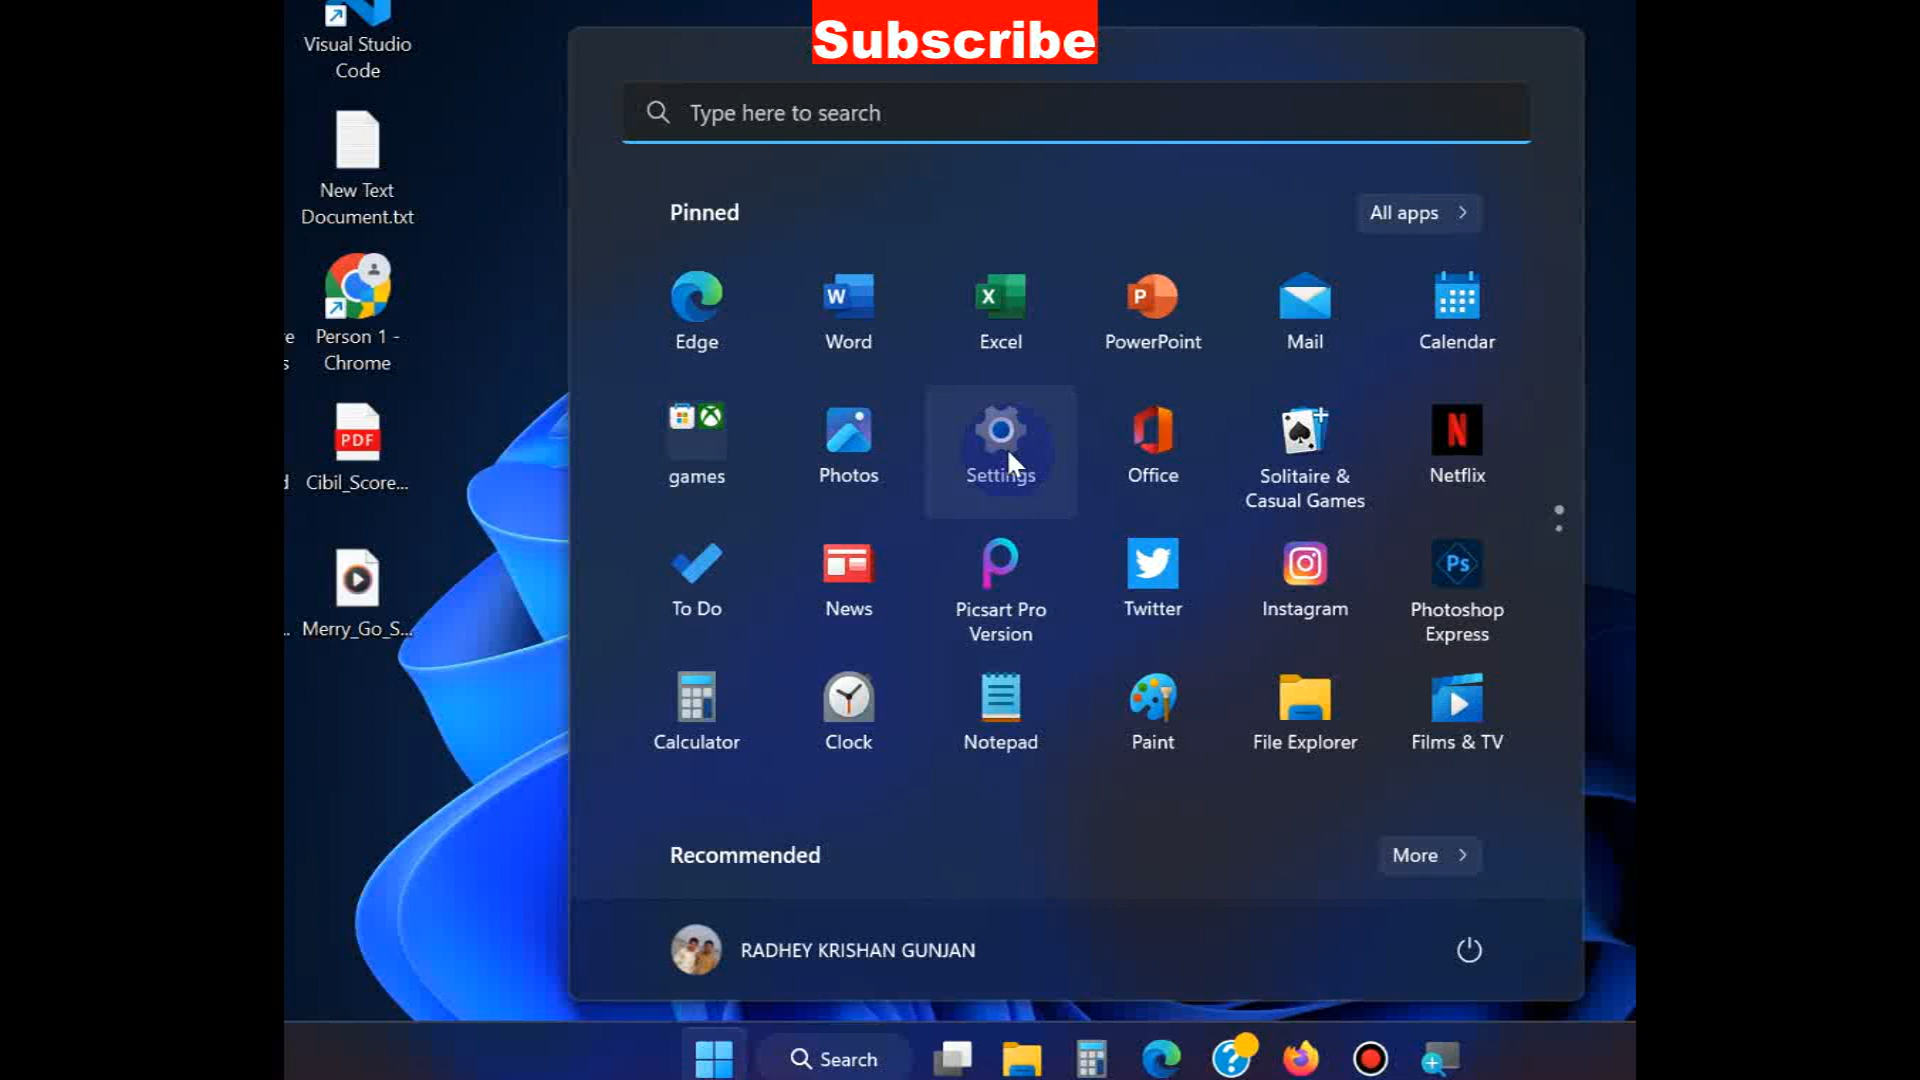 Subscribe
Visual Studio
Code
New Text
Document.txt
Person 1 -
Chrome
Cibil_Score...
Merry_Go_S...
Type here to search
Pinned
All apps
Edge
Word
Excel
PowerPoint
Mail
Calendar
games
Photos
Settings
Office
Solitaire &
Casual Games
Netflix
To Do
News
Picsart Pro
Version
Twitter
Instagram
Photoshop
Express
Calculator
Clock
Notepad
Paint
File Explorer
Films & TV
Recommended
More
RADHEY KRISHAN GUNJAN
Search
PDF
W
X
P
N
Ps